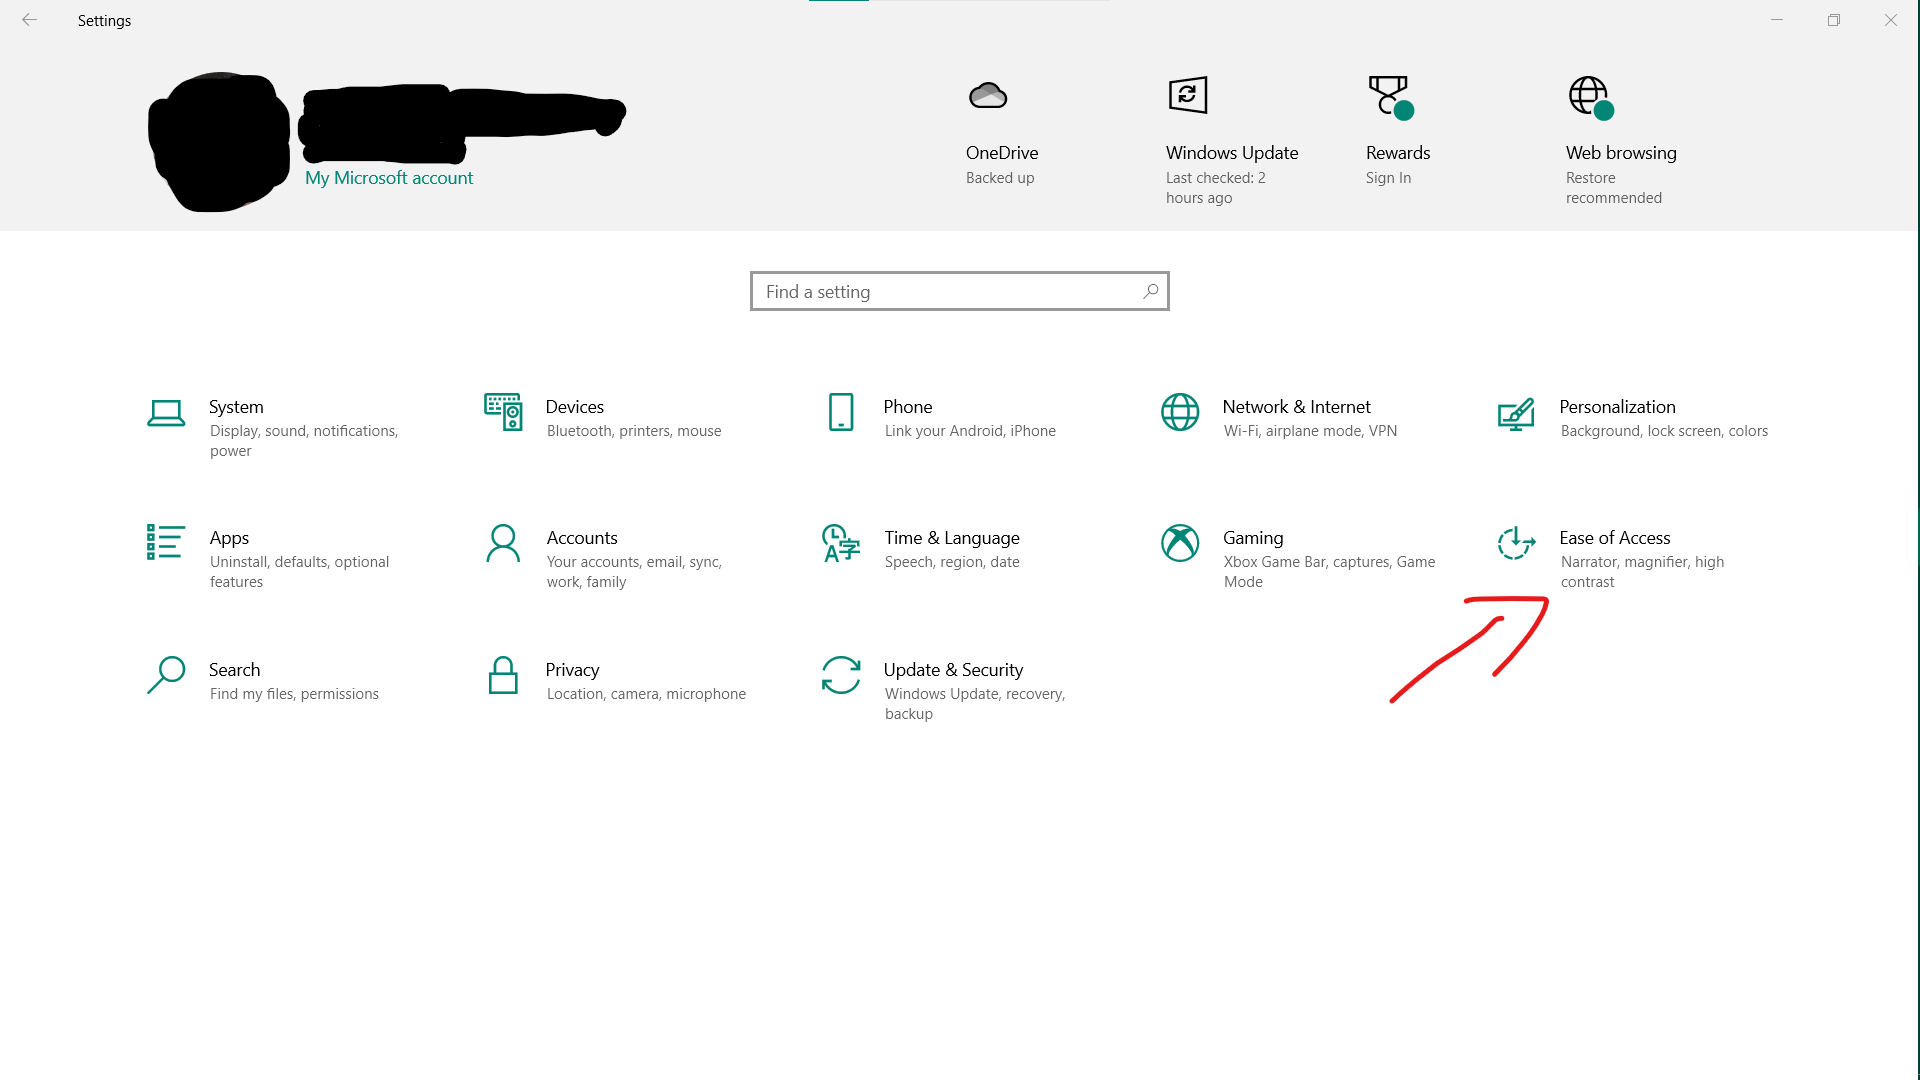 Settings
My Microsoft account
OneDrive
Backed up
Windows Update
Last checked: 2
hours ago
Rewards
Sign In
Web browsing
Restore
recommended
Find a setting
System
Display, sound, notifications,
power
Devices
Bluetooth, printers, mouse
Phone
Link your Android, iPhone
Network & Internet
Wi-Fi, airplane mode, VPN
Personalization
Background, lock screen, colors
Apps
Uninstall, defaults, optional
features
Accounts
Your accounts, email, sync,
work, family
Time & Language
Speech, region, date
Gaming
Xbox Game Bar, captures, Game
Mode
Ease of Access
Narrator, magnifier, high
contrast
Search
Find my files, permissions
Privacy
Location, camera, microphone
Update & Security
Windows Update, recovery,
backup